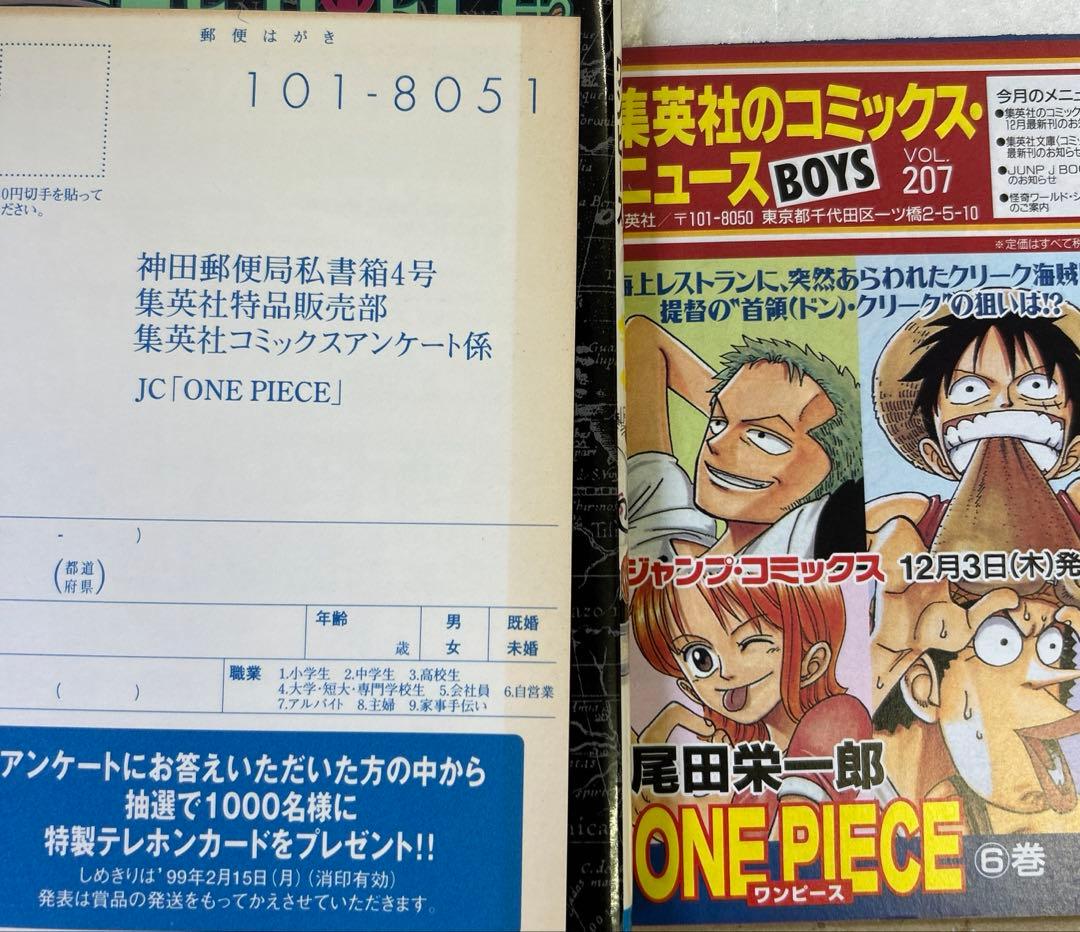 郵便はがき
101-8051
0円切手を貼って
ださい。
神田郵便局私書箱4号
集英社特品販売部
集英社コミックスアンケート係
JC「ONE PIECE」
- )
(都道府県)
年齢
歳
男
女
既婚
未婚
( )
職業 1.小学生 2.中学生 3.高校生
4.大学・短大・専門学校生 5.会社員 6.自営業
7.アルバイト 8.主婦 9.家事手伝い
アンケートにお答えいただいた方の中から
抽選で1000名様に
特製テレホンカードをプレゼント!!
しめきりは'99年2月15日(月)(消印有効)
発表は賞品の発送をもってかえさせていただきます。
集英社のコミックス・
ニュース BOYS VOL. 207
英社/〒101-8050 東京都千代田区一ツ橋2-5-10
今月のメニュ
●集英社のコミック
12月最新刊のお知
●集英社文庫(コミ
最新刊のお知らせ
●JUNP J BOO
のお知らせ
●怪奇ワールド・シ
のご案内
※定価はすべて税
海上レストランに、突然あらわれたクリーク海賊
提督の"首領(ドン)・クリーク"の狙いは!?
ジャンプ・コミックス 12月3日(木)発
尾田栄一郎
ONE PIECE ⑥巻
ワンピース